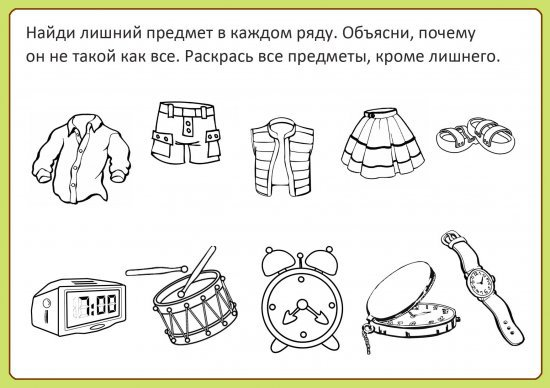 Найди лишний предмет в каждом ряду. Объясни, почему
он не такой как все. Раскрась все предметы, кроме лишнего.
7:00